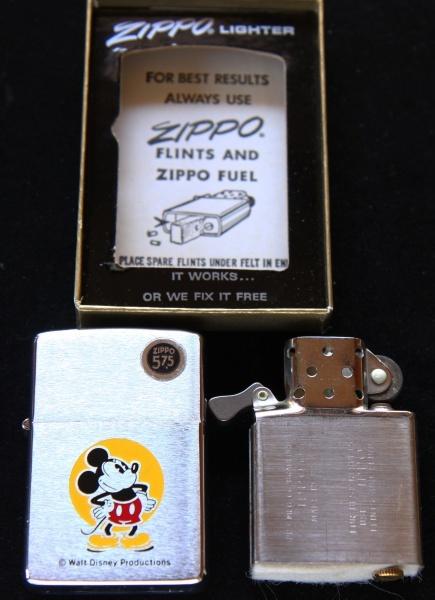 ZIPPO® LIGHTER
FOR BEST RESULTS
ALWAYS USE
ZIPPO®
FLINTS AND
ZIPPO FUEL
PLACE SPARE FLINTS UNDER FELT IN EN
IT WORKS...
OR WE FIX IT FREE
ZIPPO
575
© Walt Disney Productions